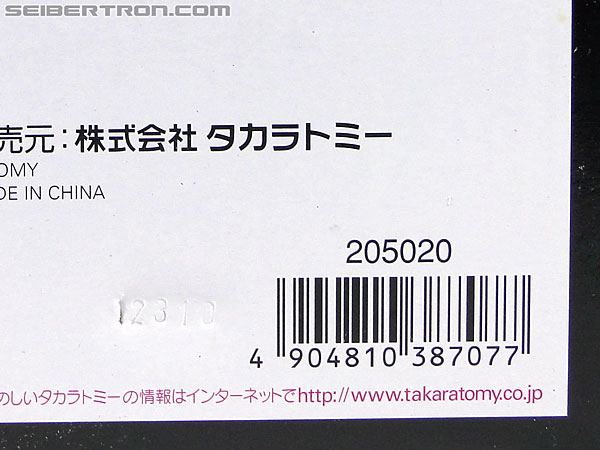 SEIBERTRON.COM
売元：株式会社 タカラトミー
OMY
DE IN CHINA
205020
12310
4 904810 387077
のしいタカラトミーの情報はインターネットでhttp://www.takaratomy.co.jp